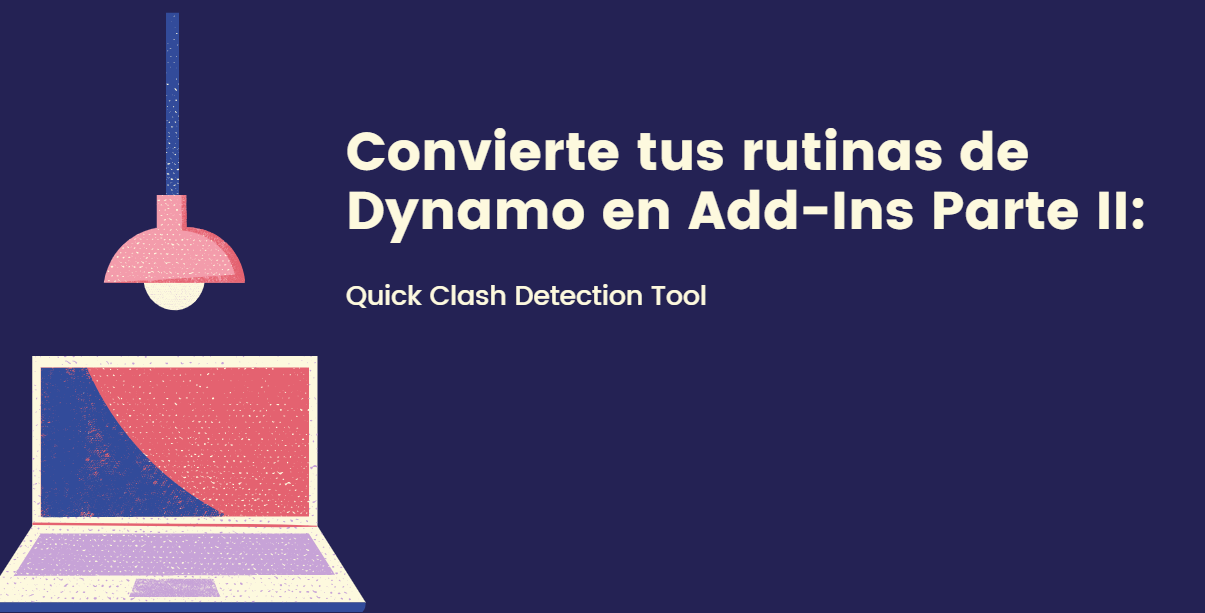 Convierte tus rutinas de
Dynamo en Add-Ins Parte II:
Quick Clash Detection Tool